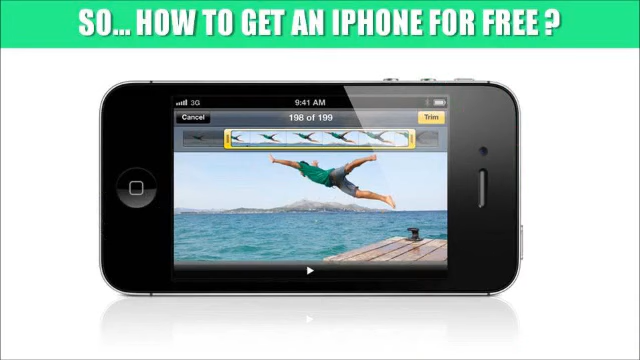 SO... HOW TO GET AN IPHONE FOR FREE ?
3G 9:41 AM
Cancel 198 of 199 Trim